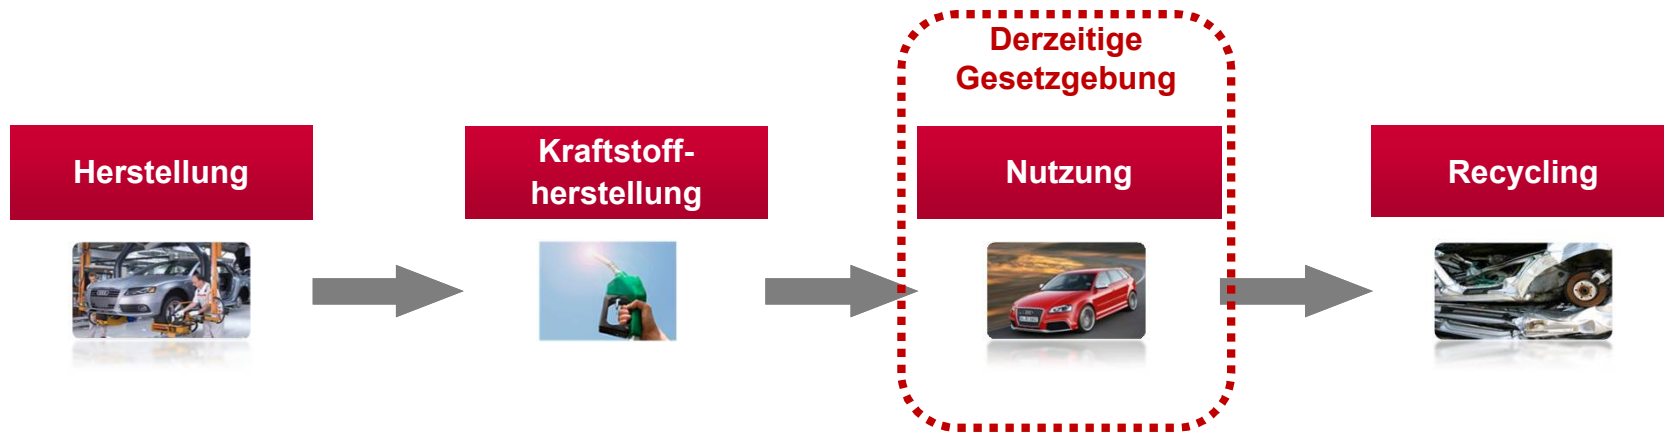 Derzeitige
Gesetzgebung
Herstellung
Kraftstoff-
herstellung
Nutzung
Recycling